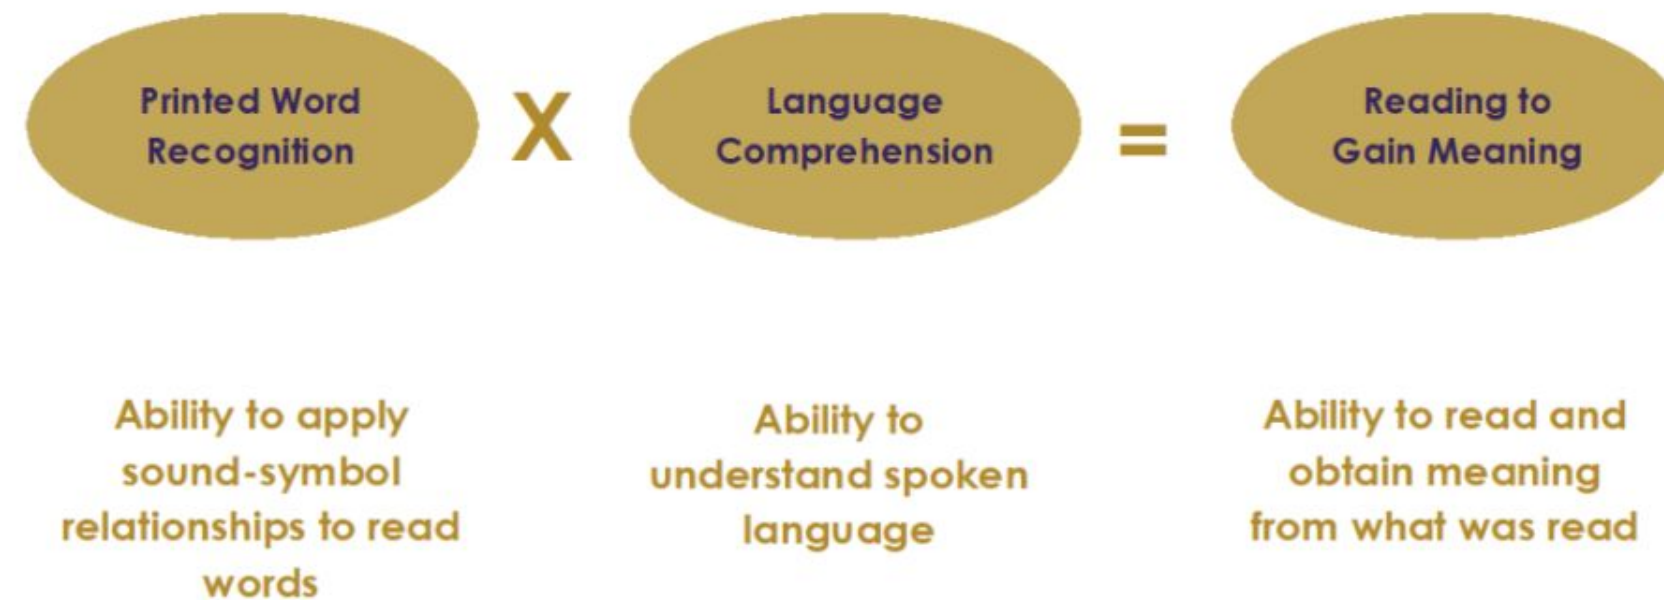 Printed Word
Recognition
X
Language
Comprehension
=
Reading to
Gain Meaning
Ability to apply
sound-symbol
relationships to read
words
Ability to
understand spoken
language
Ability to read and
obtain meaning
from what was read